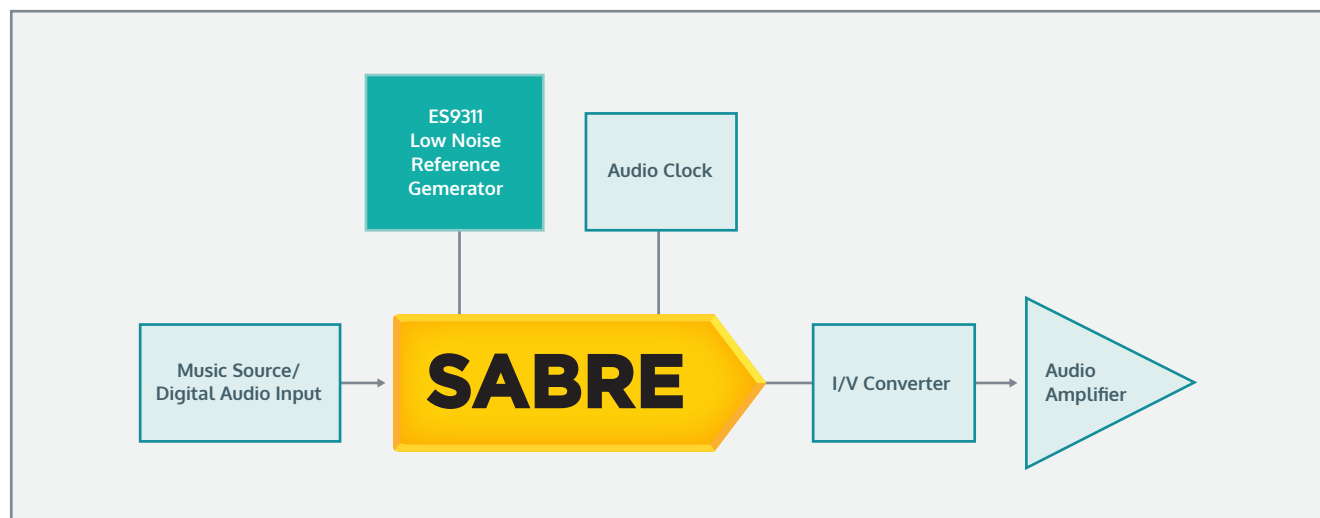 ES9311
Low Noise
Reference
Gemerator
Audio Clock
Music Source/
Digital Audio Input
SABRE
I/V Converter
Audio
Amplifier